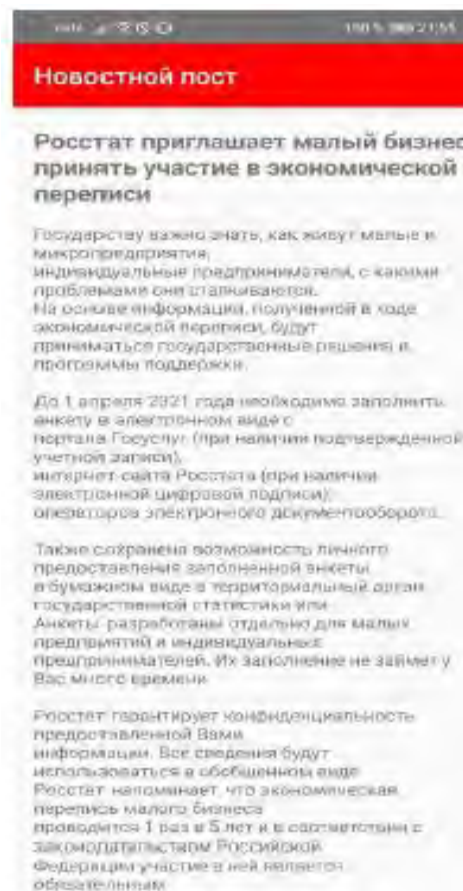 21:55
Новостной пост
Росстат приглашает малый бизнес
принять участие в экономической
переписи
Государству важно знать, как живут малые и
микропредприятия,
индивидуальные предприниматели, с какими
проблемами они сталкиваются.
На основе информации, полученной в ходе
экономической переписи, будут
приниматься государственные решения и
программы поддержки.
До 1 апреля 2021 года необходимо заполнить
анкету в электронном виде с
портала Госуслуг (при наличии подтвержденной
учетной записи),
интернет-сайта Росстата (при наличии
электронной цифровой подписи),
операторов электронного документооборота.
Также сохранена возможность личного
предоставления заполненной анкеты
в бумажном виде в территориальный орган
государственной статистики или
Анкеты разработаны отдельно для малых
предприятий и индивидуальных
предпринимателей. Их заполнение не займет у
Вас много времени
Росстат гарантирует конфиденциальность
предоставленной Вами
информации. Все сведения будут
использоваться в обобщенном виде
Росстат напоминает, что экономическая
перепись малого бизнеса
проводится 1 раз в 5 лет и в соответствии с
законодательством Российской
Федерации участие в ней является
обязательным